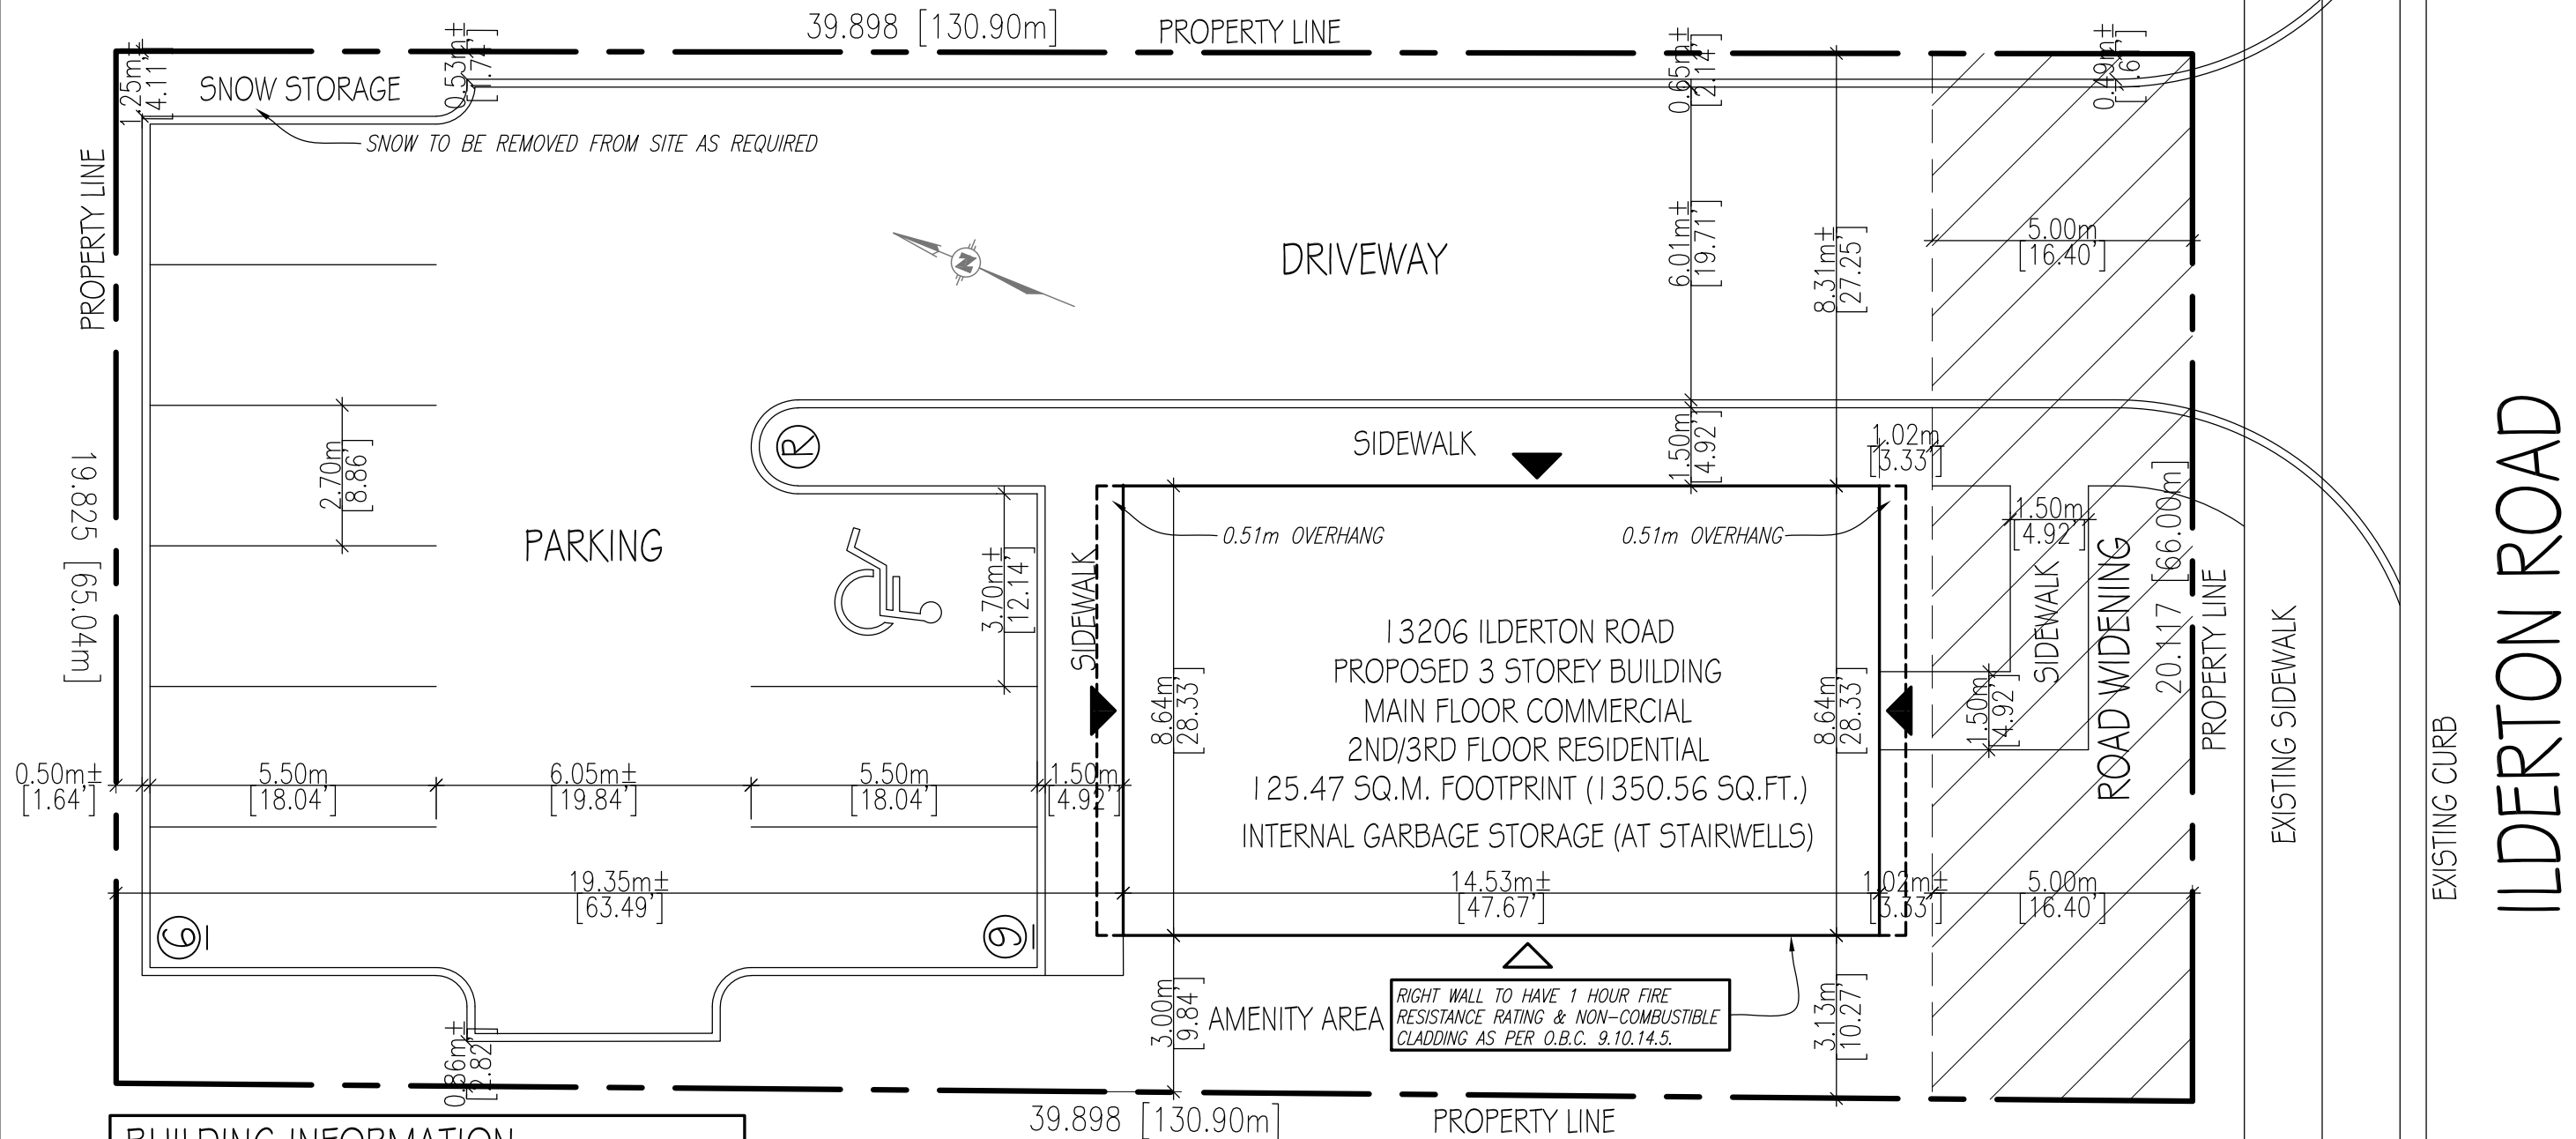 39.898 [130.90m]
PROPERTY LINE
1.25m±
[4.11']
SNOW STORAGE
0.53m±
[1.74']
0.65m±
[2.14']
0.49m±
SNOW TO BE REMOVED FROM SITE AS REQUIRED
PROPERTY LINE
DRIVEWAY
N
6.01m±
[19.71']
8.31m±
[27.25']
5.00m
[16.40']
2.70m
[8.86']
R
SIDEWALK
1.50m
[4.92']
1.02m
[3.33']
19.825 [65.04m]
PARKING
3.70m±
[12.14']
SIDEWALK
0.51m OVERHANG
0.51m OVERHANG
1.50m
[4.92']
SIDEWALK
ROAD WIDENING
20.117 [66.00m]
PROPERTY LINE
EXISTING SIDEWALK
EXISTING CURB
ILDERTON ROAD
13206 ILDERTON ROAD
PROPOSED 3 STOREY BUILDING
MAIN FLOOR COMMERCIAL
2ND/3RD FLOOR RESIDENTIAL
125.47 SQ.M. FOOTPRINT (1350.56 SQ.FT.)
INTERNAL GARBAGE STORAGE (AT STAIRWELLS)
8.64m
[28.33']
8.64m
[28.33']
1.50m
[4.92']
0.50m±
[1.64']
5.50m
[18.04']
6.05m±
[19.84']
5.50m
[18.04']
1.50m
[4.92']
19.35m±
[63.49']
14.53m±
[47.67']
1.02m±
[3.33']
5.00m
[16.40']
6
9
0.86m±
[2.82']
3.00m
[9.84']
AMENITY AREA
RIGHT WALL TO HAVE 1 HOUR FIRE
RESISTANCE RATING & NON-COMBUSTIBLE
CLADDING AS PER O.B.C. 9.10.14.5.
3.13m
[10.27']
39.898 [130.90m]
PROPERTY LINE
BUILDING INFORMATION